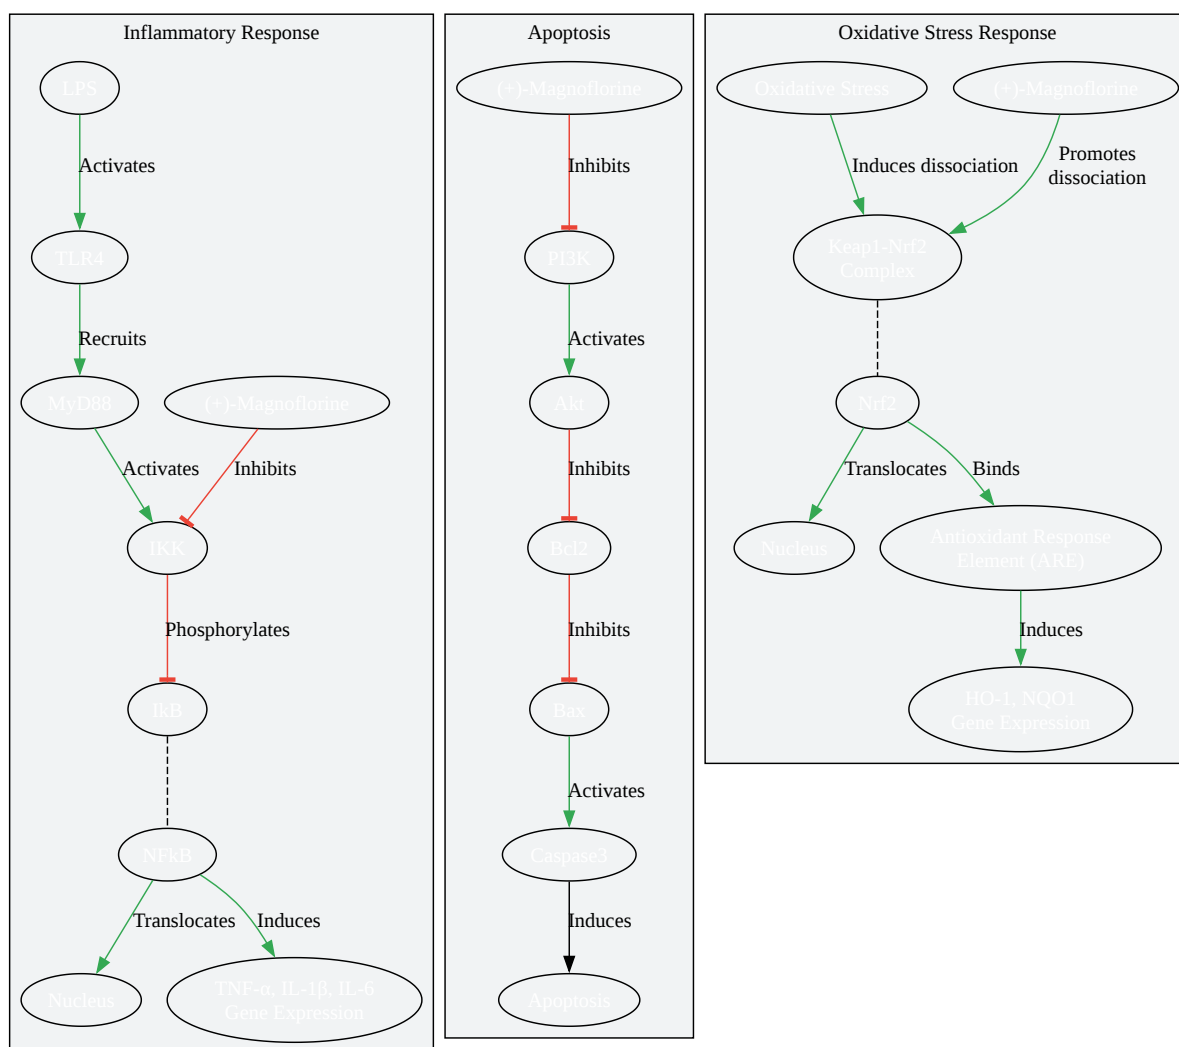 Inflammatory Response
LPS
Activates
TLR4
Recruits
MyD88
(+)-Magnoflorine
Activates
Inhibits
IKK
Phosphorylates
IkB
NFkB
Translocates
Induces
Nucleus
TNF-α, IL-1β, IL-6
Gene Expression
Apoptosis
(+)-Magnoflorine
Inhibits
PI3K
Activates
Akt
Inhibits
Bcl2
Inhibits
Bax
Activates
Caspase3
Induces
Apoptosis
Oxidative Stress Response
Oxidative Stress
(+)-Magnoflorine
Induces dissociation
Promotes
dissociation
Keap1-Nrf2
Complex
Nrf2
Translocates
Binds
Nucleus
Antioxidant Response
Element (ARE)
Induces
HO-1, NQO1
Gene Expression